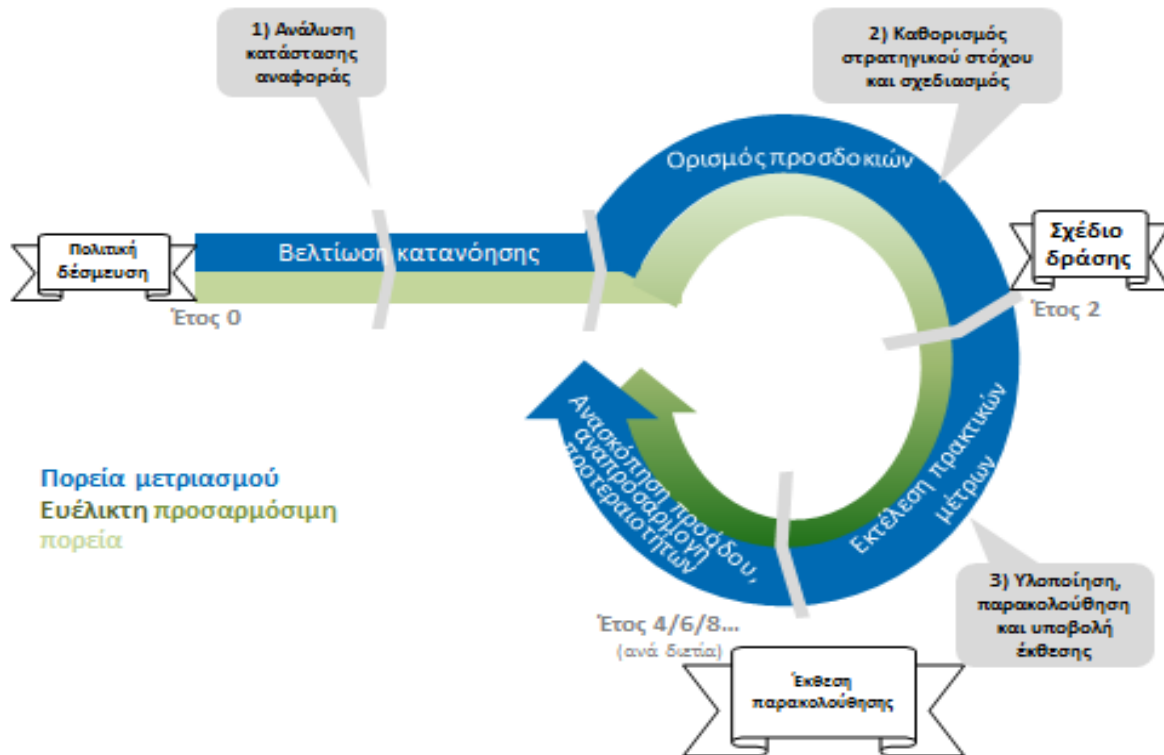 1) Ανάλυση
κατάστασης
αναφοράς
2) Καθορισμός
στρατηγικού στόχου
και σχεδιασμός
Ορισμός προσδοκιών
Πολιτική
δέσμευση
Βελτίωση κατανόησης
Σχέδιο
δράσης
Έτος 0
Έτος 2
Ανασκόπηση προόδου,
αναπροσαρμογή
προτεραιοτήτων
Εκτέλεση πρακτικών
μέτρων
Πορεία μετριασμού
Ευέλικτη προσαρμόσιμη
πορεία
3) Υλοποίηση,
παρακολούθηση
και υποβολή
έκθεσης
Έτος 4/6/8...
(ανά διετία)
Έκθεση
παρακολούθησης